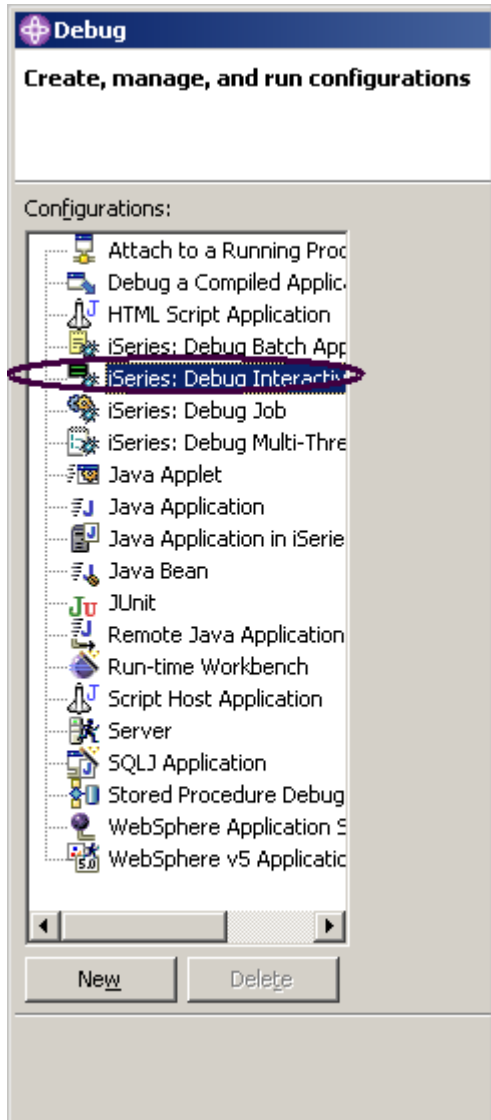 Debug
Create, manage, and run configurations
Configurations:
Attach to a Running Proc
Debug a Compiled Applic
HTML Script Application
iSeries: Debug Batch App
iSeries: Debug Interactiv
iSeries: Debug Job
iSeries: Debug Multi-Thre
Java Applet
Java Application
Java Application in iSerie
Java Bean
JUnit
Remote Java Application
Run-time Workbench
Script Host Application
Server
SQLJ Application
Stored Procedure Debug
WebSphere Application S
WebSphere v5 Applicatic
New Delete